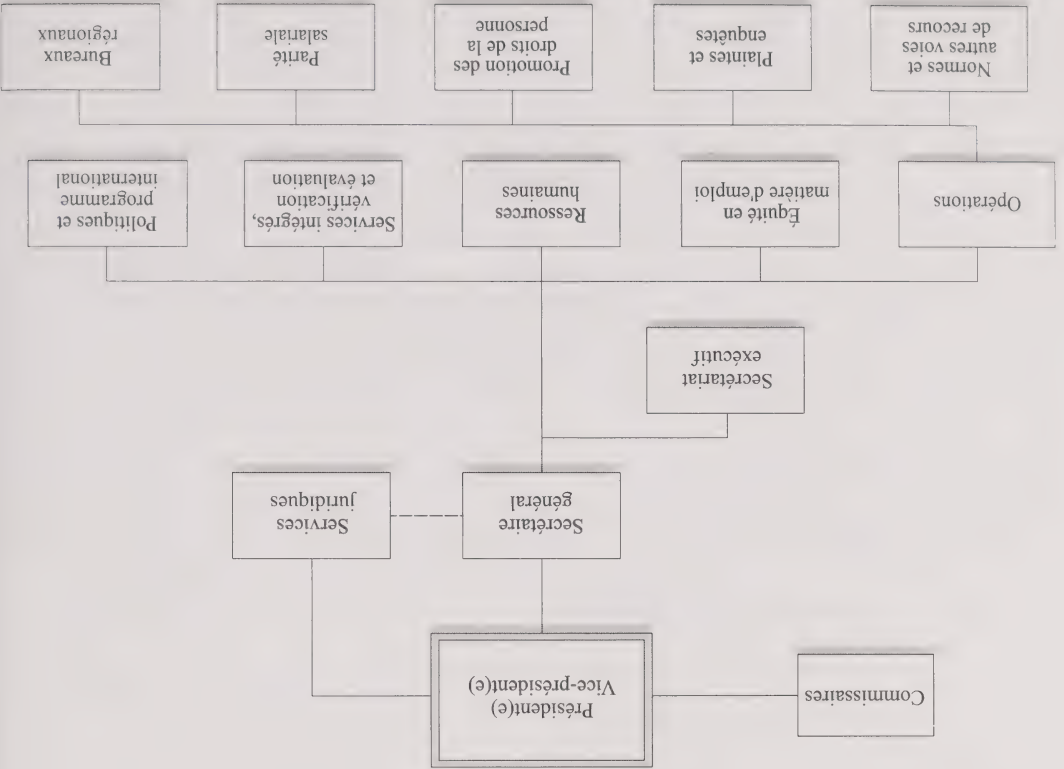 Président(e)
Vice-président(e)
Commissaires
Secrétaire
général
Services
juridiques
Secrétariat
exécutif
Opérations
Équité en
matière d'emploi
Ressources
humaines
Services intégrés,
vérification
et évaluation
Politiques et
programme
international
Normes et
autres voies
de recours
Plaintes et
enquêtes
Promotion des
droits de la
personne
Parité
salariale
Bureaux
régionaux